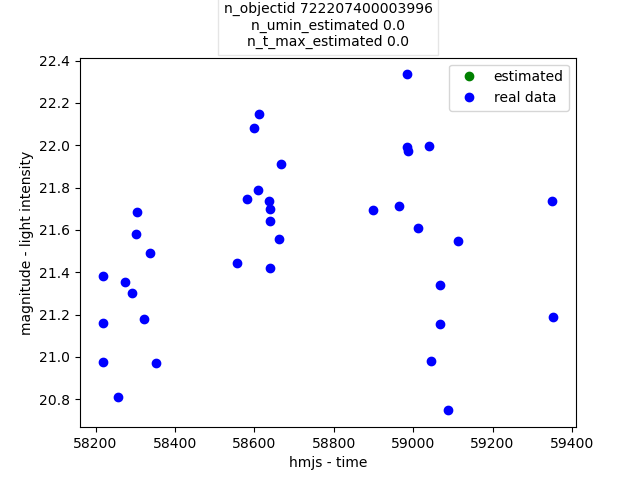 n_objectid 722207400003996
n_umin_estimated 0.0
n_t_max_estimated 0.0
22.4
22.2
22.0
21.8
21.6
21.4
21.2
21.0
20.8
magnitude - light intensity
estimated
real data
58200 58400 58600 58800 59000 59200 59400
hmjs - time